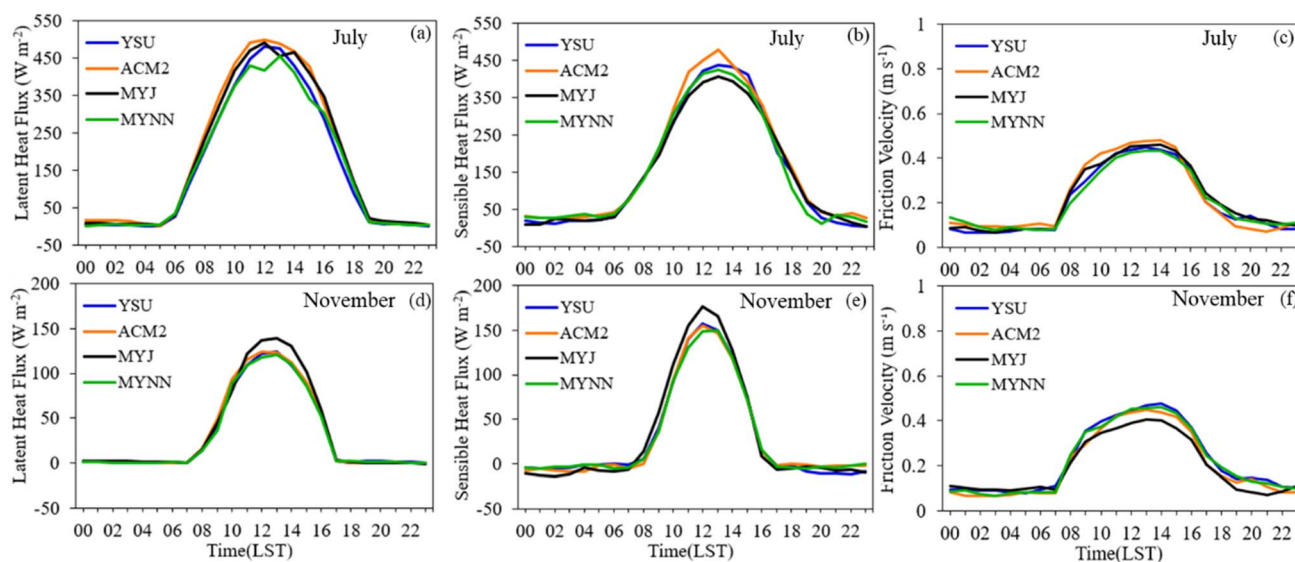 Latent Heat Flux (W m⁻²)
550
450
350
250
150
50
-50
YSU
ACM2
MYJ
MYNN
July
(a)
00 02 04 06 08 10 12 14 16 18 20 22
Sensible Heat Flux (W m⁻²)
550
450
350
250
150
50
-50
YSU
ACM2
MYJ
MYNN
July
(b)
00 02 04 06 08 10 12 14 16 18 20 22
Friction Velocity (m s⁻¹)
1
0.8
0.6
0.4
0.2
0
YSU
ACM2
MYJ
MYNN
July
(c)
00 02 04 06 08 10 12 14 16 18 20 22
Latent Heat Flux (W m⁻²)
200
150
100
50
0
-50
YSU
ACM2
MYJ
MYNN
November
(d)
00 02 04 06 08 10 12 14 16 18 20 22
Time(LST)
Sensible Heat Flux (W m⁻²)
200
150
100
50
0
-50
YSU
ACM2
MYJ
MYNN
November
(e)
00 02 04 06 08 10 12 14 16 18 20 22
Time(LST)
Friction Velocity (m s⁻¹)
1
0.8
0.6
0.4
0.2
0
YSU
ACM2
MYJ
MYNN
November
(f)
00 02 04 06 08 10 12 14 16 18 20 22
Time(LST)